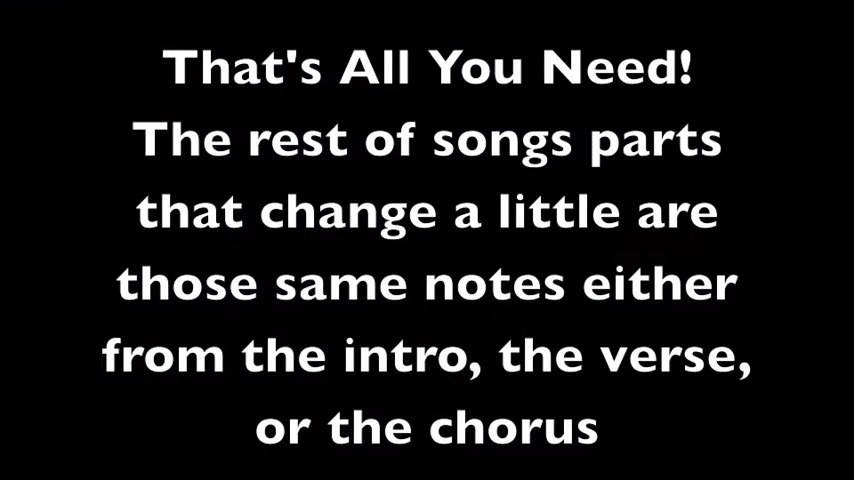 That's All You Need!
The rest of songs parts
that change a little are
those same notes either
from the intro, the verse,
or the chorus